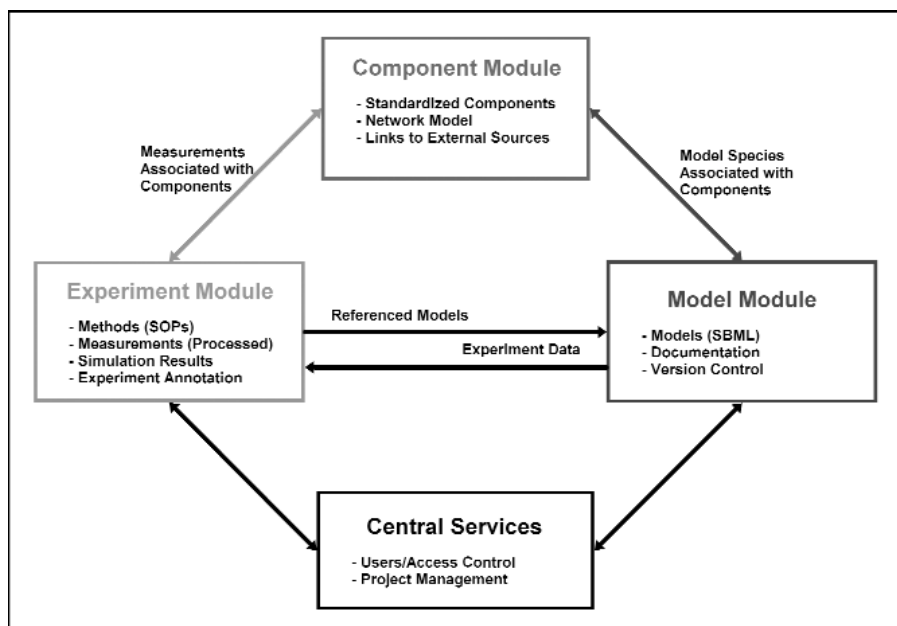 Component Module
- Standardized Components
- Network Model
- Links to External Sources
Measurements
Associated with
Components
Model Species
Associated with
Components
Experiment Module
- Methods (SOPs)
- Measurements (Processed)
- Simulation Results
- Experiment Annotation
Referenced Models
Experiment Data
Model Module
- Models (SBML)
- Documentation
- Version Control
Central Services
- Users/Access Control
- Project Management